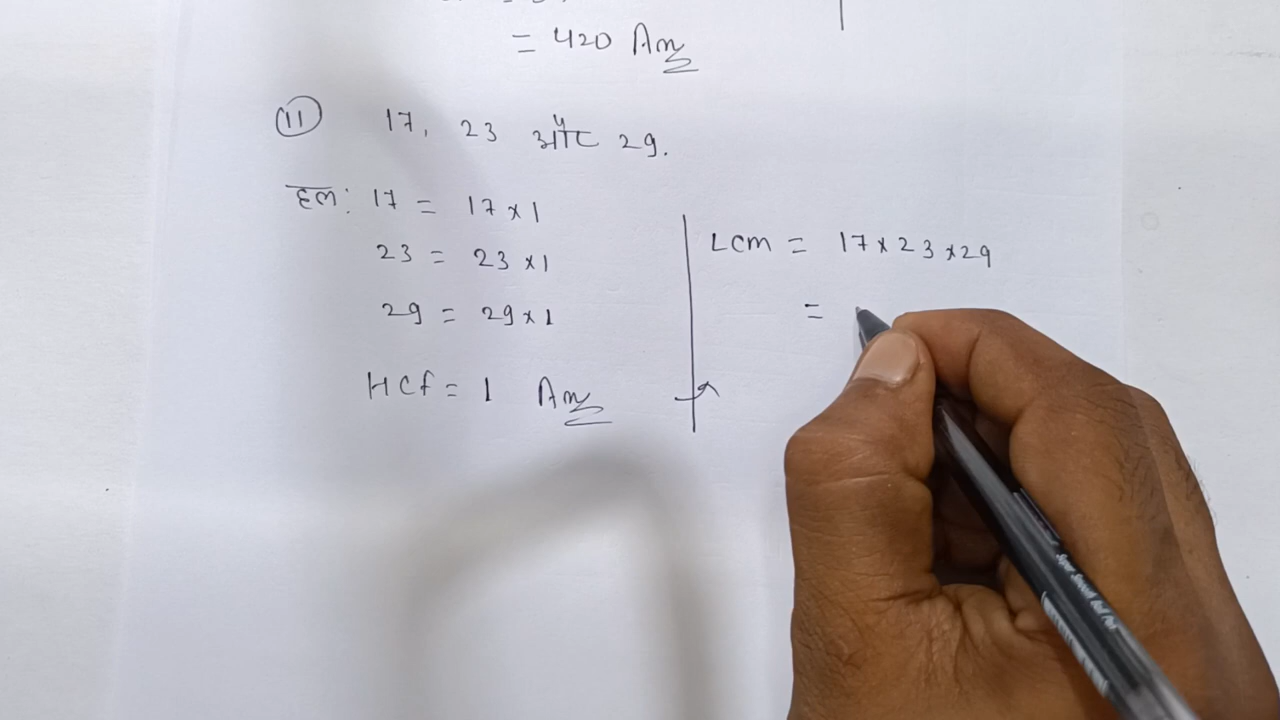 = 420 Ans
(11) 17, 23 और 29.
हल: 17 = 17 × 1
23 = 23 × 1
29 = 29 × 1
HCf = 1 Ans
LCM = 17 × 23 × 29
=